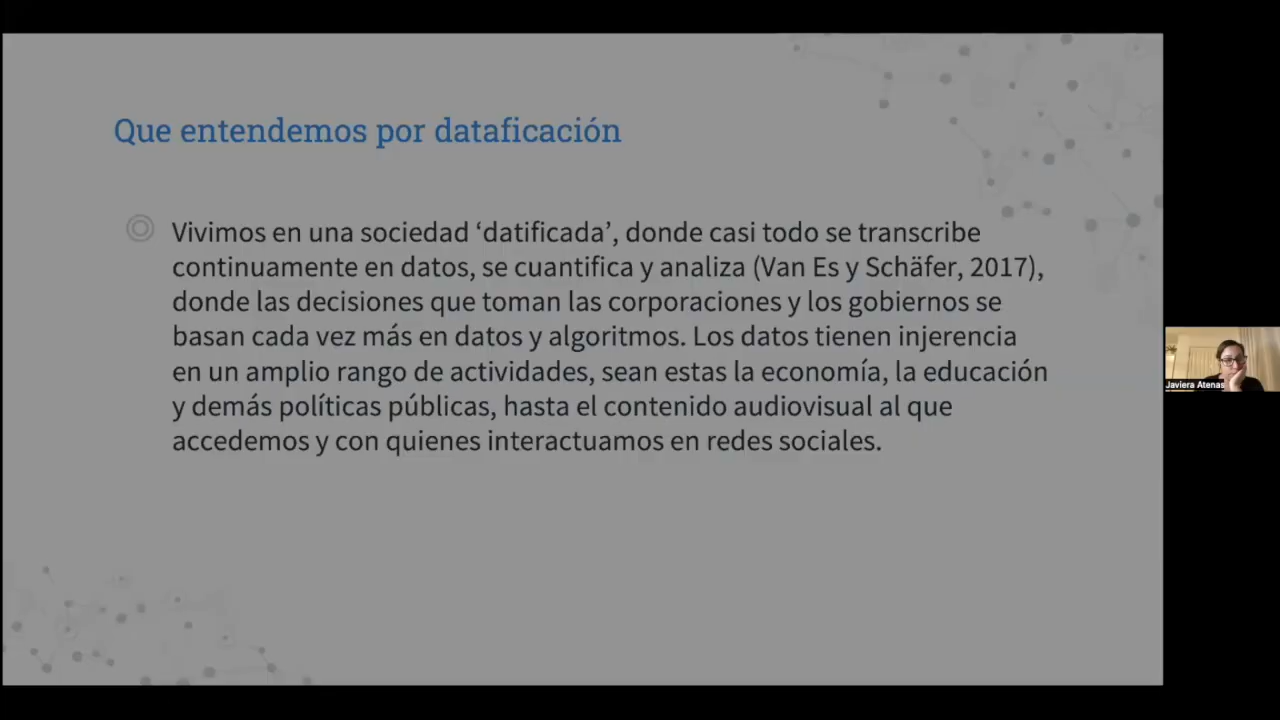 Que entendemos por dataficación
Vivimos en una sociedad ‘datificada’, donde casi todo se transcribe
continuamente en datos, se cuantifica y analiza (Van Es y Schäfer, 2017),
donde las decisiones que toman las corporaciones y los gobiernos se
basan cada vez más en datos y algoritmos. Los datos tienen injerencia
en un amplio rango de actividades, sean estas la economía, la educación
y demás políticas públicas, hasta el contenido audiovisual al que
accedemos y con quienes interactuamos en redes sociales.
Javiera Atenas